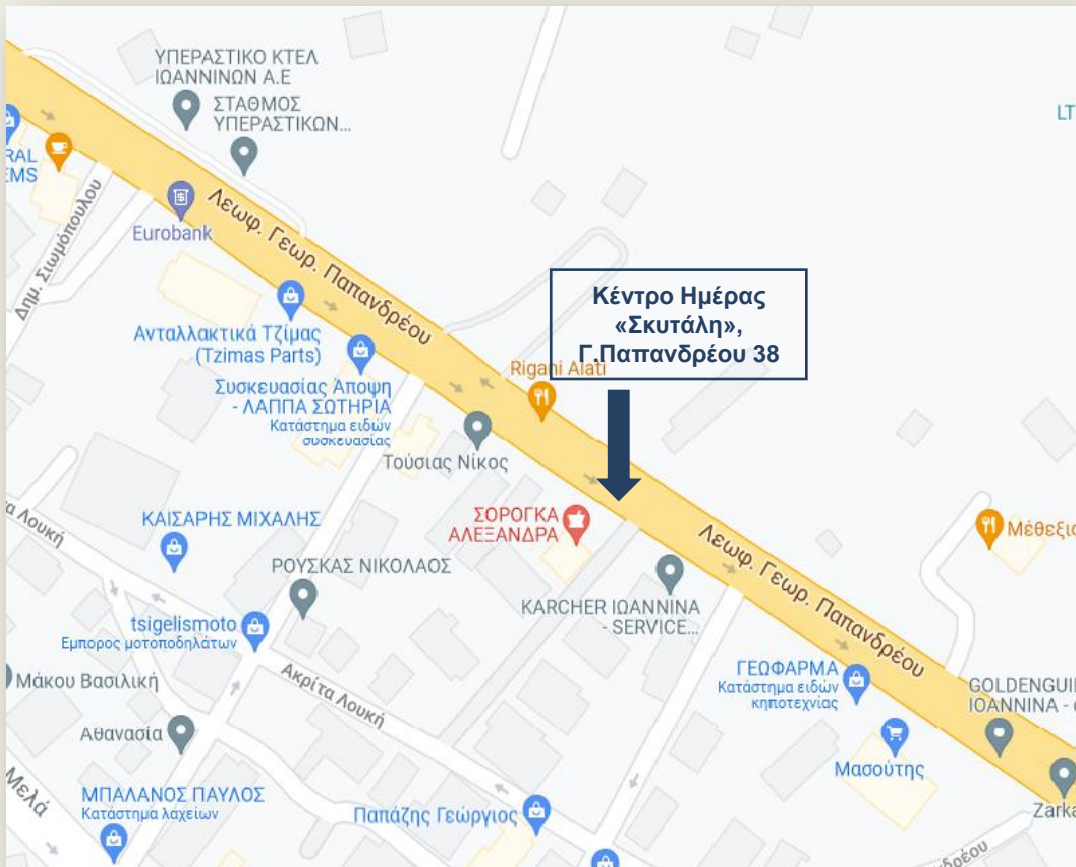 ΥΠΕΡΑΣΤΙΚΟ ΚΤΕΛ
ΙΩΑΝΝΙΝΩΝ Α.Ε
ΣΤΑΘΜΟΣ
ΥΠΕΡΑΣΤΙΚΩΝ...
LT
RAL
EMS
Δημ. Σιωμόπουλου
Eurobank
Λεωφ. Γεωρ. Παπανδρέου
Κέντρο Ημέρας
«Σκυτάλη»,
Γ.Παπανδρέου 38
Ανταλλακτικά Τζίμας
(Tzimas Parts)
Rigani Alati
Συσκευασίας Άποψη
- ΛΑΠΠΑ ΣΩΤΗΡΙΑ
Κατάστημα ειδών
συσκευασίας
Τούσιας Νίκος
ΣΟΡΟΓΚΑ
ΑΛΕΞΑΝΔΡΑ
α Λουκή
ΚΑΙΣΑΡΗΣ ΜΙΧΑΛΗΣ
Λεωφ. Γεωρ. Παπανδρέου
Μέθεξις
ΡΟΥΣΚΑΣ ΝΙΚΟΛΑΟΣ
KARCHER ΙΩΑΝΝΙΝΑ
- SERVICE...
tsigelismoto
Έμπορος μοτοποδηλάτων
Ακρίτα Λουκή
ΓΕΩΦΑΡΜΑ
Κατάστημα ειδών
κηποτεχνίας
GOLDENGUI
IOANNINA -
Μάκου Βασιλική
Αθανασία
Μασούτης
Μελά
ΜΠΑΛΑΝΟΣ ΠΑΥΛΟΣ
Κατάστημα λαχείων
Παπάζης Γεώργιος
Zarka
δρέου